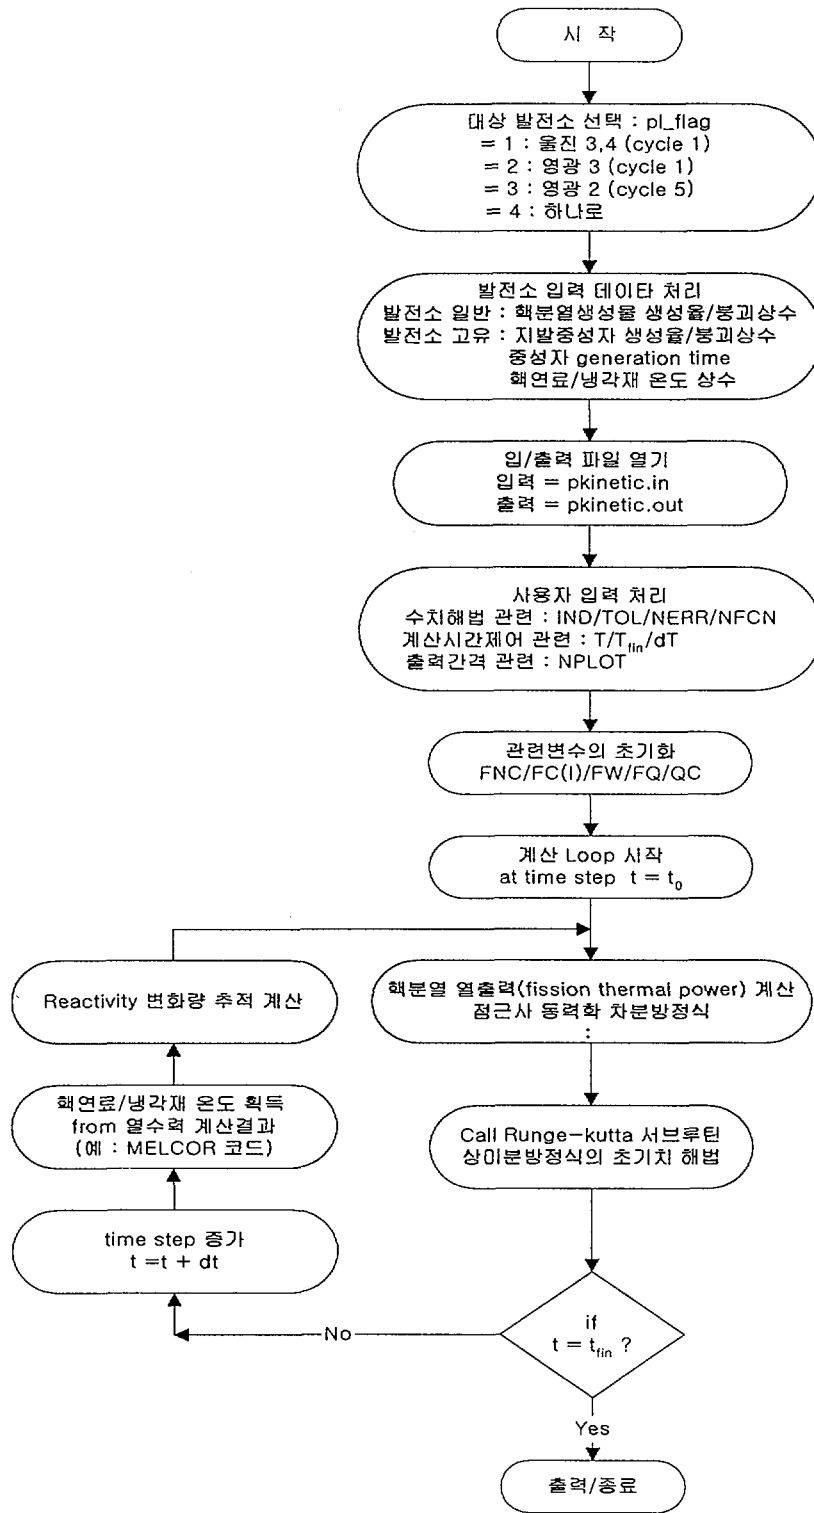 시 작
대상 발전소 선택 : pl_flag
= 1 : 울진 3,4 (cycle 1)
= 2 : 영광 3 (cycle 1)
= 3 : 영광 2 (cycle 5)
= 4 : 하나로
발전소 입력 데이타 처리
발전소 일반 : 핵분열생성율 생성율/붕괴상수
발전소 고유 : 지발중성자 생성율/붕괴상수
중성자 generation time
핵연료/냉각재 온도 상수
입/출력 파일 열기
입력 = pkinetic.in
출력 = pkinetic.out
사용자 입력 처리
수치해법 관련 : IND/TOL/NERR/NFCN
계산시간제어 관련 : T/T_fin/dT
출력간격 관련 : NPLOT
관련변수의 초기화
FNC/FC(I)/FW/FQ/QC
계산 Loop 시작
at time step t = t_0
핵분열 열출력(fission thermal power) 계산
점근사 동력학 차분방정식
:
Call Runge-kutta 서브루틴
상미분방정식의 초기치 해법
if
t = t_fin ?
No
time step 증가
t =t + dt
핵연료/냉각재 온도 획득
from 열수력 계산결과
(예 : MELCOR 코드)
Reactivity 변화량 추적 계산
Yes
출력/종료